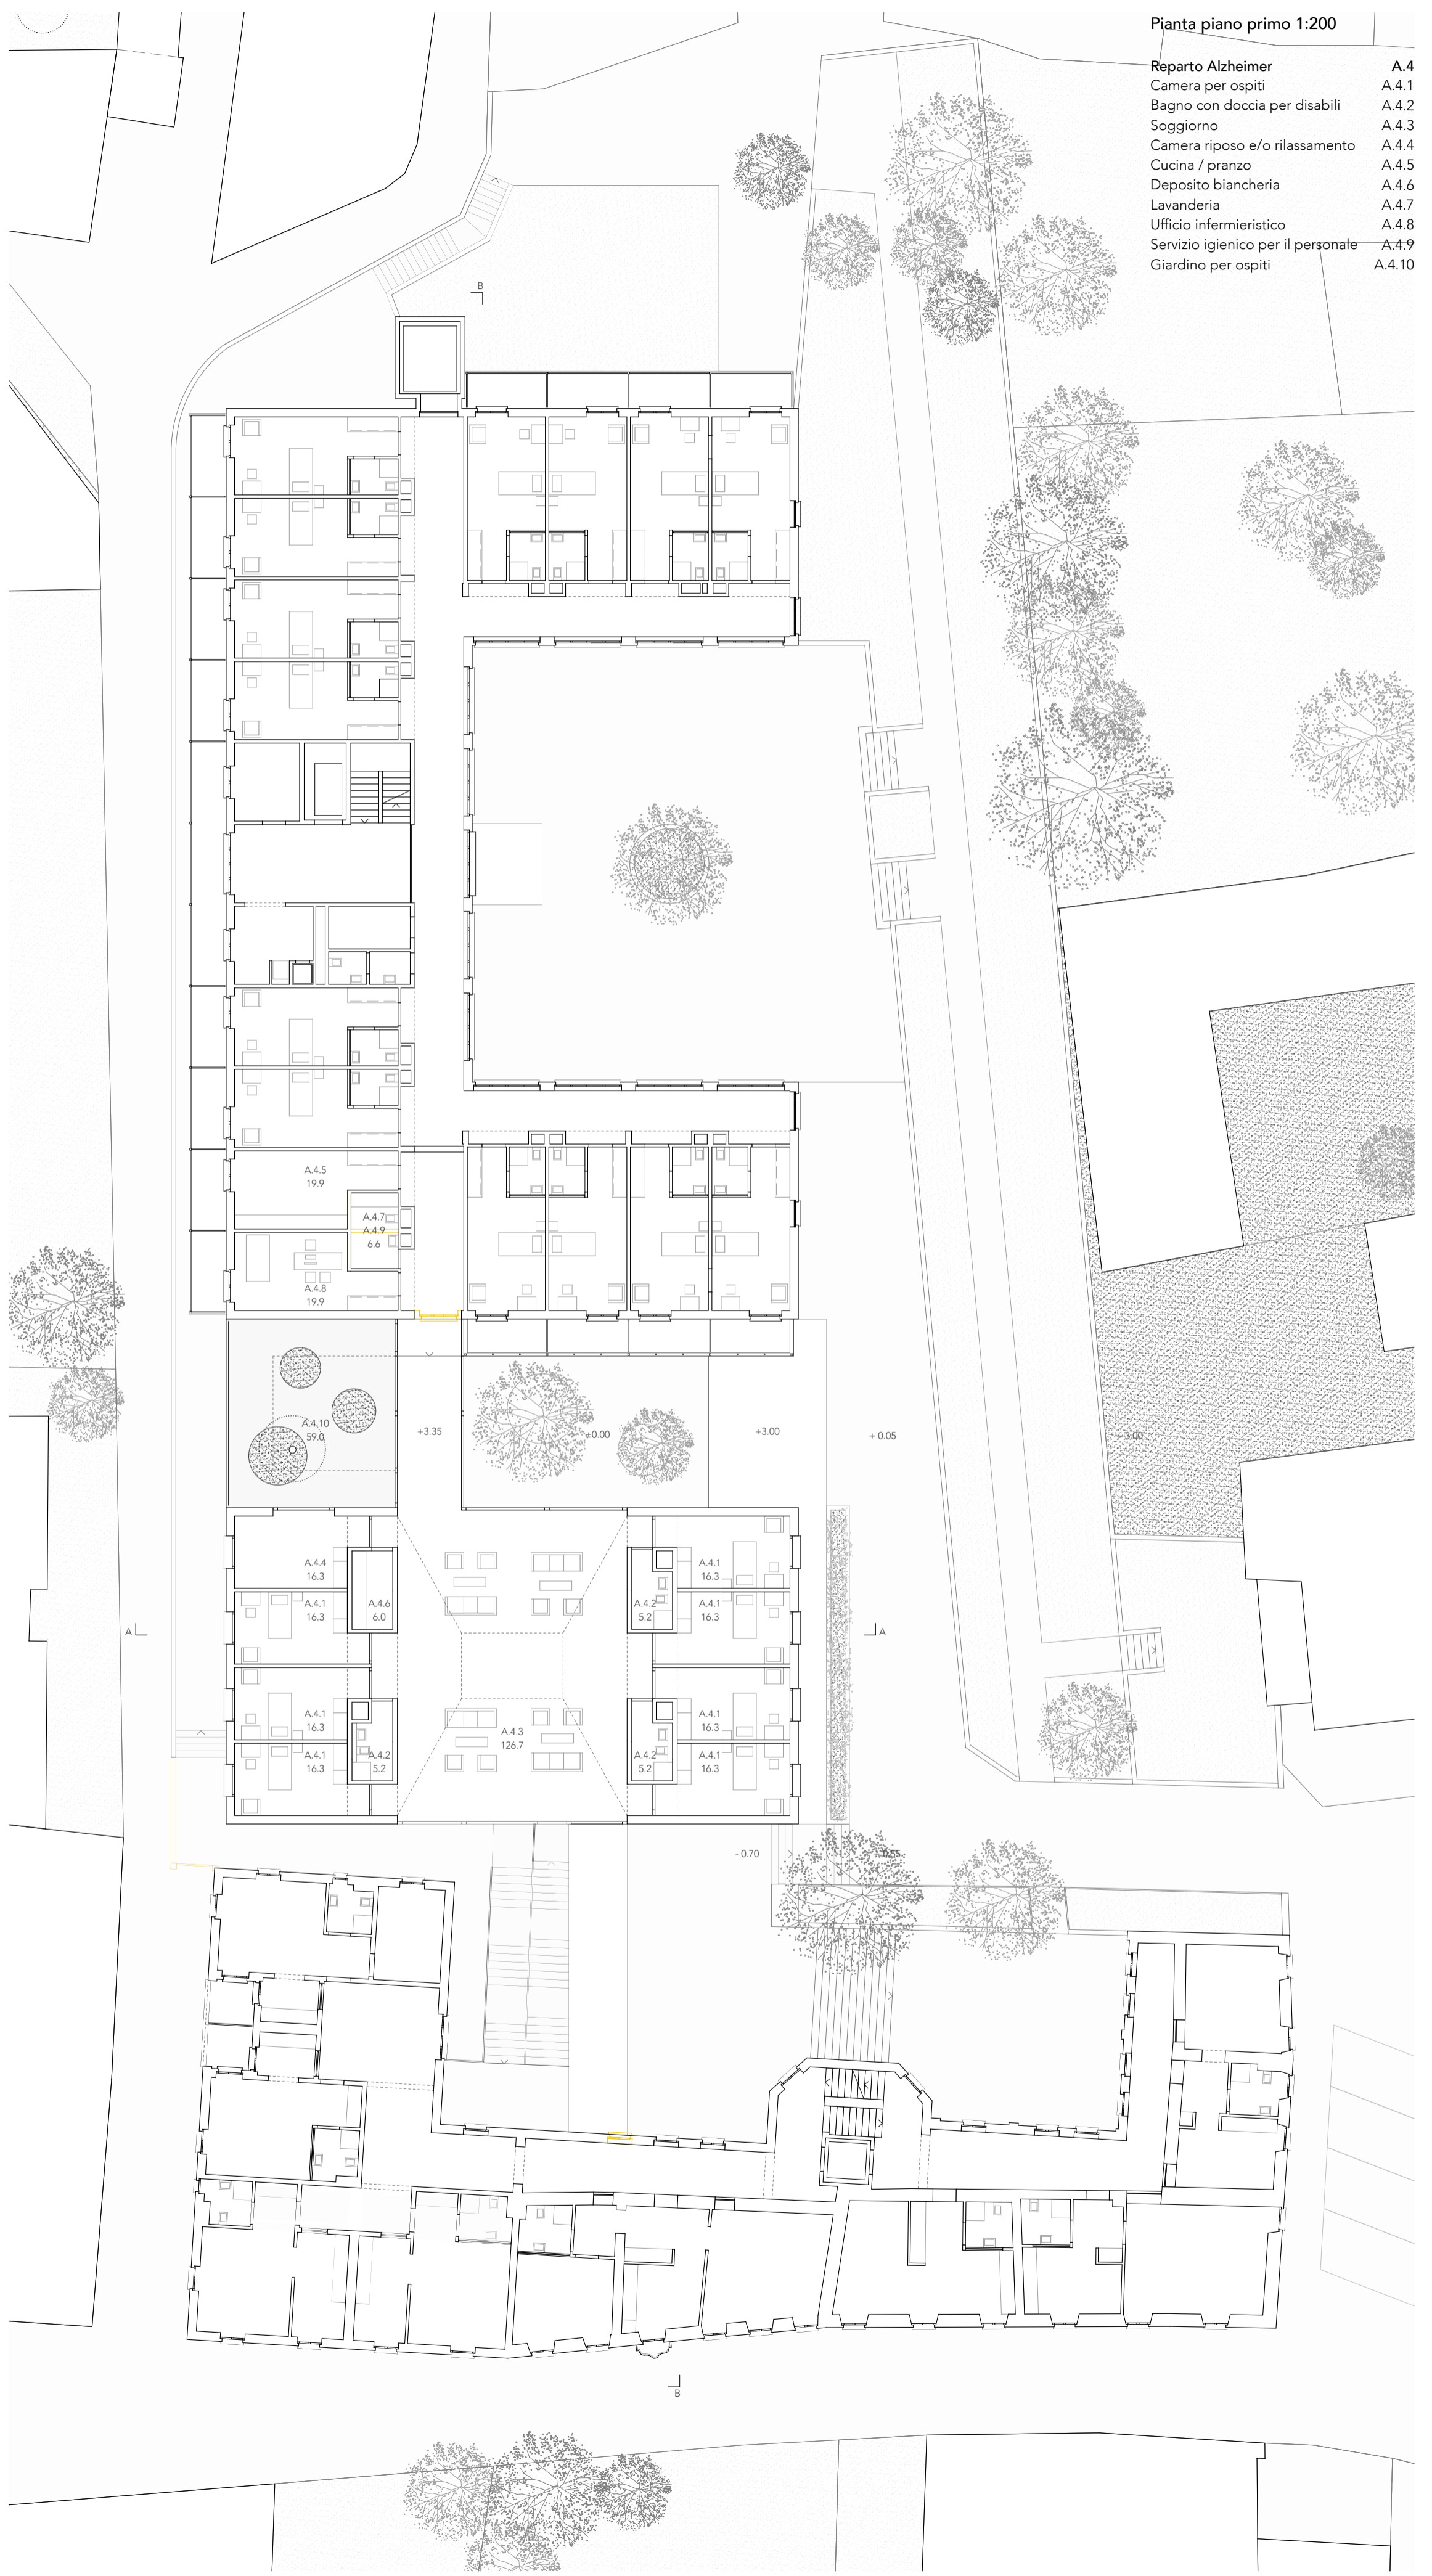 Pianta piano primo 1:200
Reparto Alzheimer A.4
Camera per ospiti A.4.1
Bagno con doccia per disabili A.4.2
Soggiorno A.4.3
Camera riposo e/o rilassamento A.4.4
Cucina / pranzo A.4.5
Deposito biancheria A.4.6
Lavanderia A.4.7
Ufficio infermieristico A.4.8
Servizio igienico per il personale A.4.9
Giardino per ospiti A.4.10
B
A.4.5
19.9
A.4.7
A.4.9
6.6
A.4.8
19.9
A.4.10
59.0
+3.35
±0.00
+3.00
+ 0.05
+3.00
A.4.4
16.3
A.4.1
16.3
A.4.6
6.0
A.4.2
5.2
A.4.1
16.3
A.4.1
16.3
A
A
A.4.1
16.3
A.4.1
16.3
A.4.2
5.2
A.4.3
126.7
A.4.2
5.2
A.4.1
16.3
A.4.1
16.3
- 0.70
B